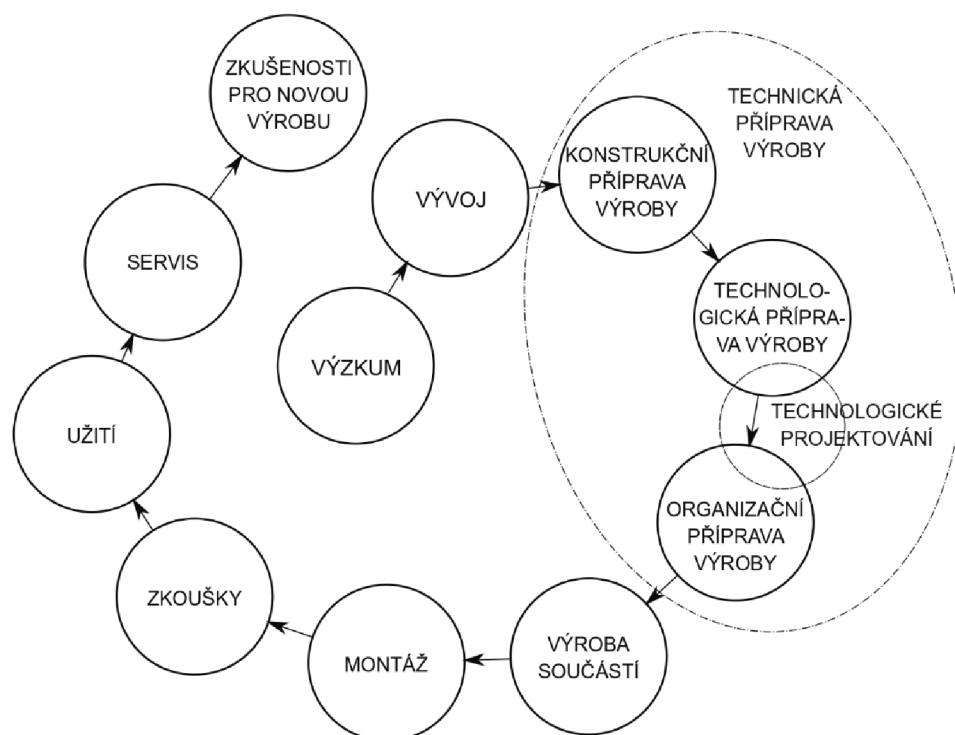 ZKUŠENOSTI
PRO NOVOU
VÝROBU
TECHNICKÁ
PŘÍPRAVA
VÝROBY
KONSTRUKČNÍ
PŘÍPRAVA
VÝROBY
VÝVOJ
SERVIS
TECHNOLO-
GICKÁ PŘÍPRA-
VA VÝROBY
VÝZKUM
TECHNOLOGICKÉ
PROJEKTOVÁNÍ
UŽITÍ
ORGANIZAČNÍ
PŘÍPRAVA
VÝROBY
ZKOUŠKY
VÝROBA
SOUČÁSTÍ
MONTÁŽ